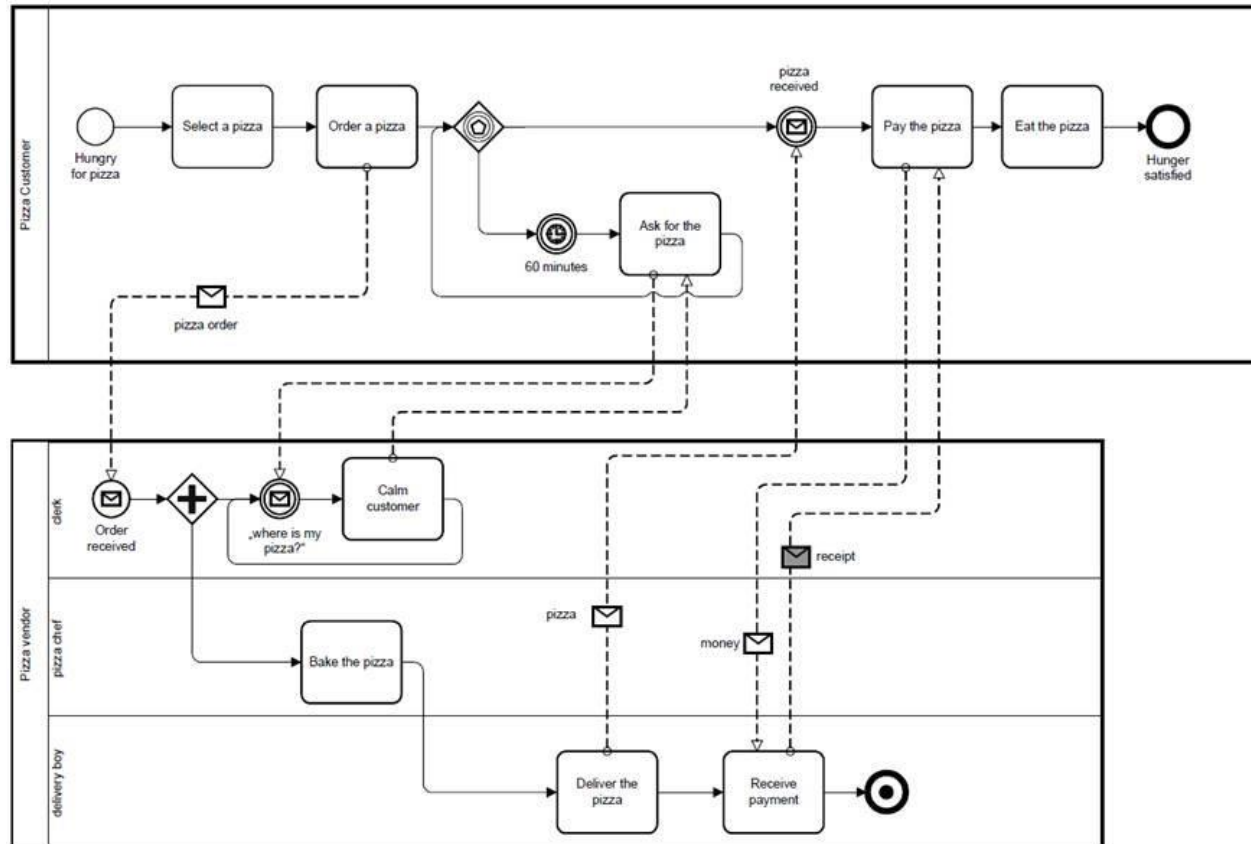 Pizza Customer
Hungry
for pizza
Select a pizza
Order a pizza
pizza
received
Pay the pizza
Eat the pizza
Hunger
satisfied
60 minutes
Ask for the
pizza
pizza order
Pizza vendor
clerk
Order
received
„where is my
pizza?“
Calm
customer
receipt
pizza chef
Bake the pizza
pizza
money
delivery boy
Deliver the
pizza
Receive
payment